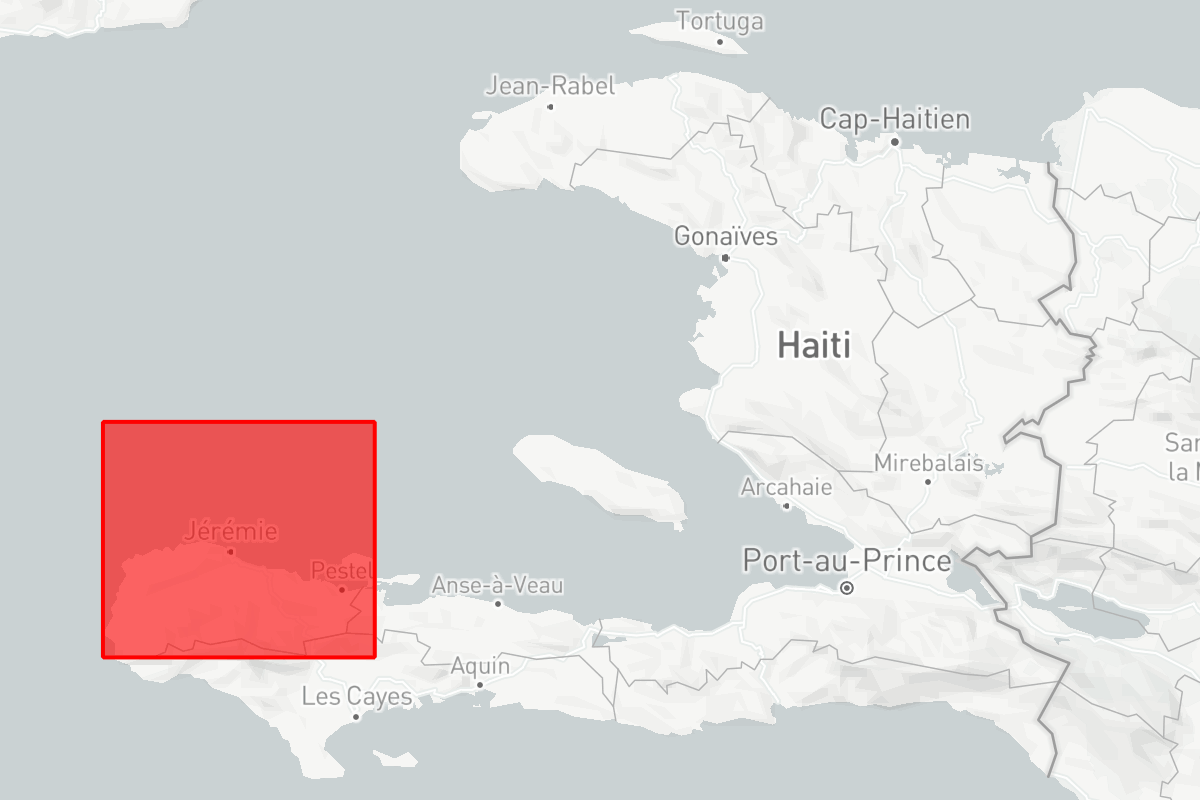 Tortuga
Jean-Rabel
Cap-Haitien
Gonaïves
Haiti
San
la M
Mirebalais
Arcahaie
Jérémie
Port-au-Prince
Pestel
Anse-à-Veau
Aquin
Les Cayes